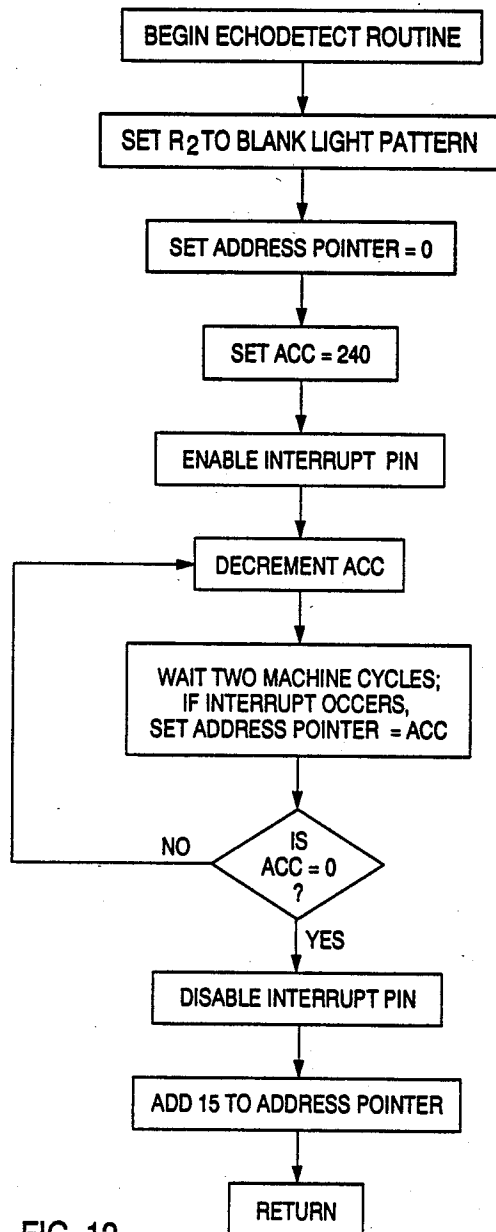 BEGIN ECHODETECT ROUTINE
SET R2 TO BLANK LIGHT PATTERN
SET ADDRESS POINTER = 0
SET ACC = 240
ENABLE INTERRUPT PIN
DECREMENT ACC
WAIT TWO MACHINE CYCLES;
IF INTERRUPT OCCERS,
SET ADDRESS POINTER = ACC
NO
IS
ACC = 0
?
YES
DISABLE INTERRUPT PIN
ADD 15 TO ADDRESS POINTER
RETURN